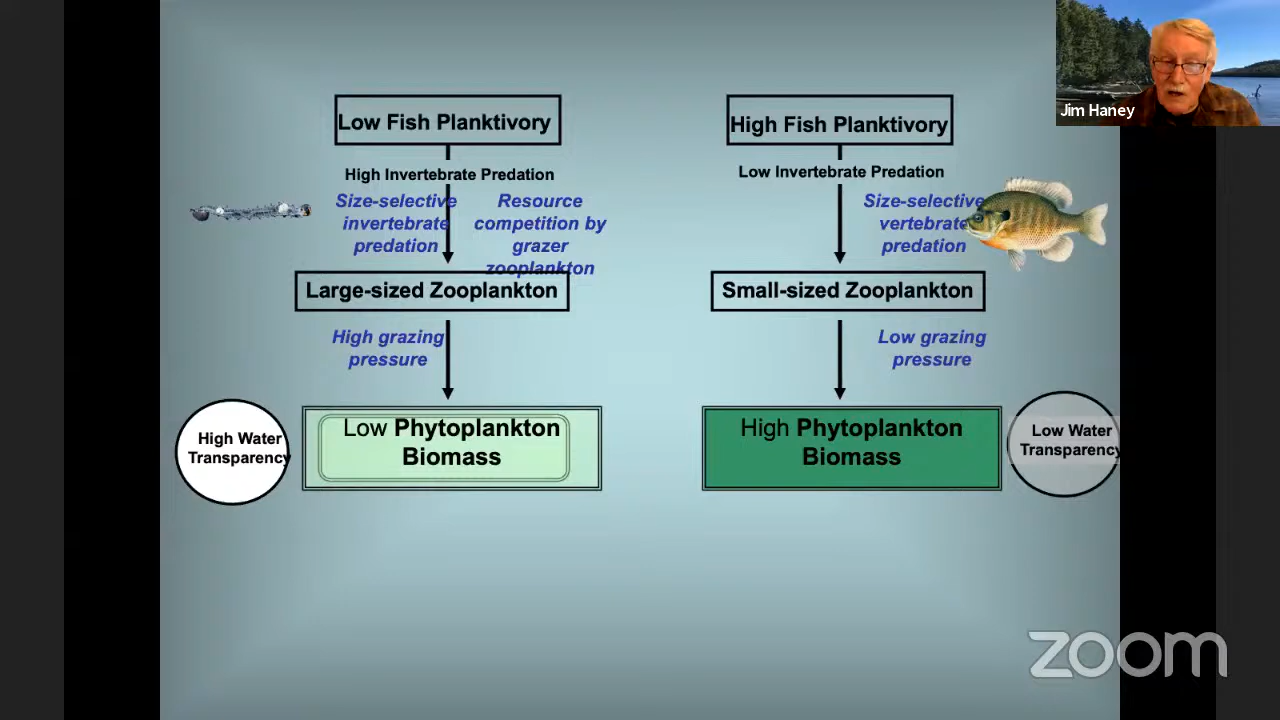 Low Fish Planktivory
High Invertebrate Predation
Size-selective
invertebrate
predation
Resource
competition by
grazer
zooplankton
Large-sized Zooplankton
High grazing
pressure
Low Phytoplankton
Biomass
High Water
Transparency
High Fish Planktivory
Low Invertebrate Predation
Size-selective
vertebrate
predation
Small-sized Zooplankton
Low grazing
pressure
High Phytoplankton
Biomass
Low Water
Transparency
Jim Haney
zoom